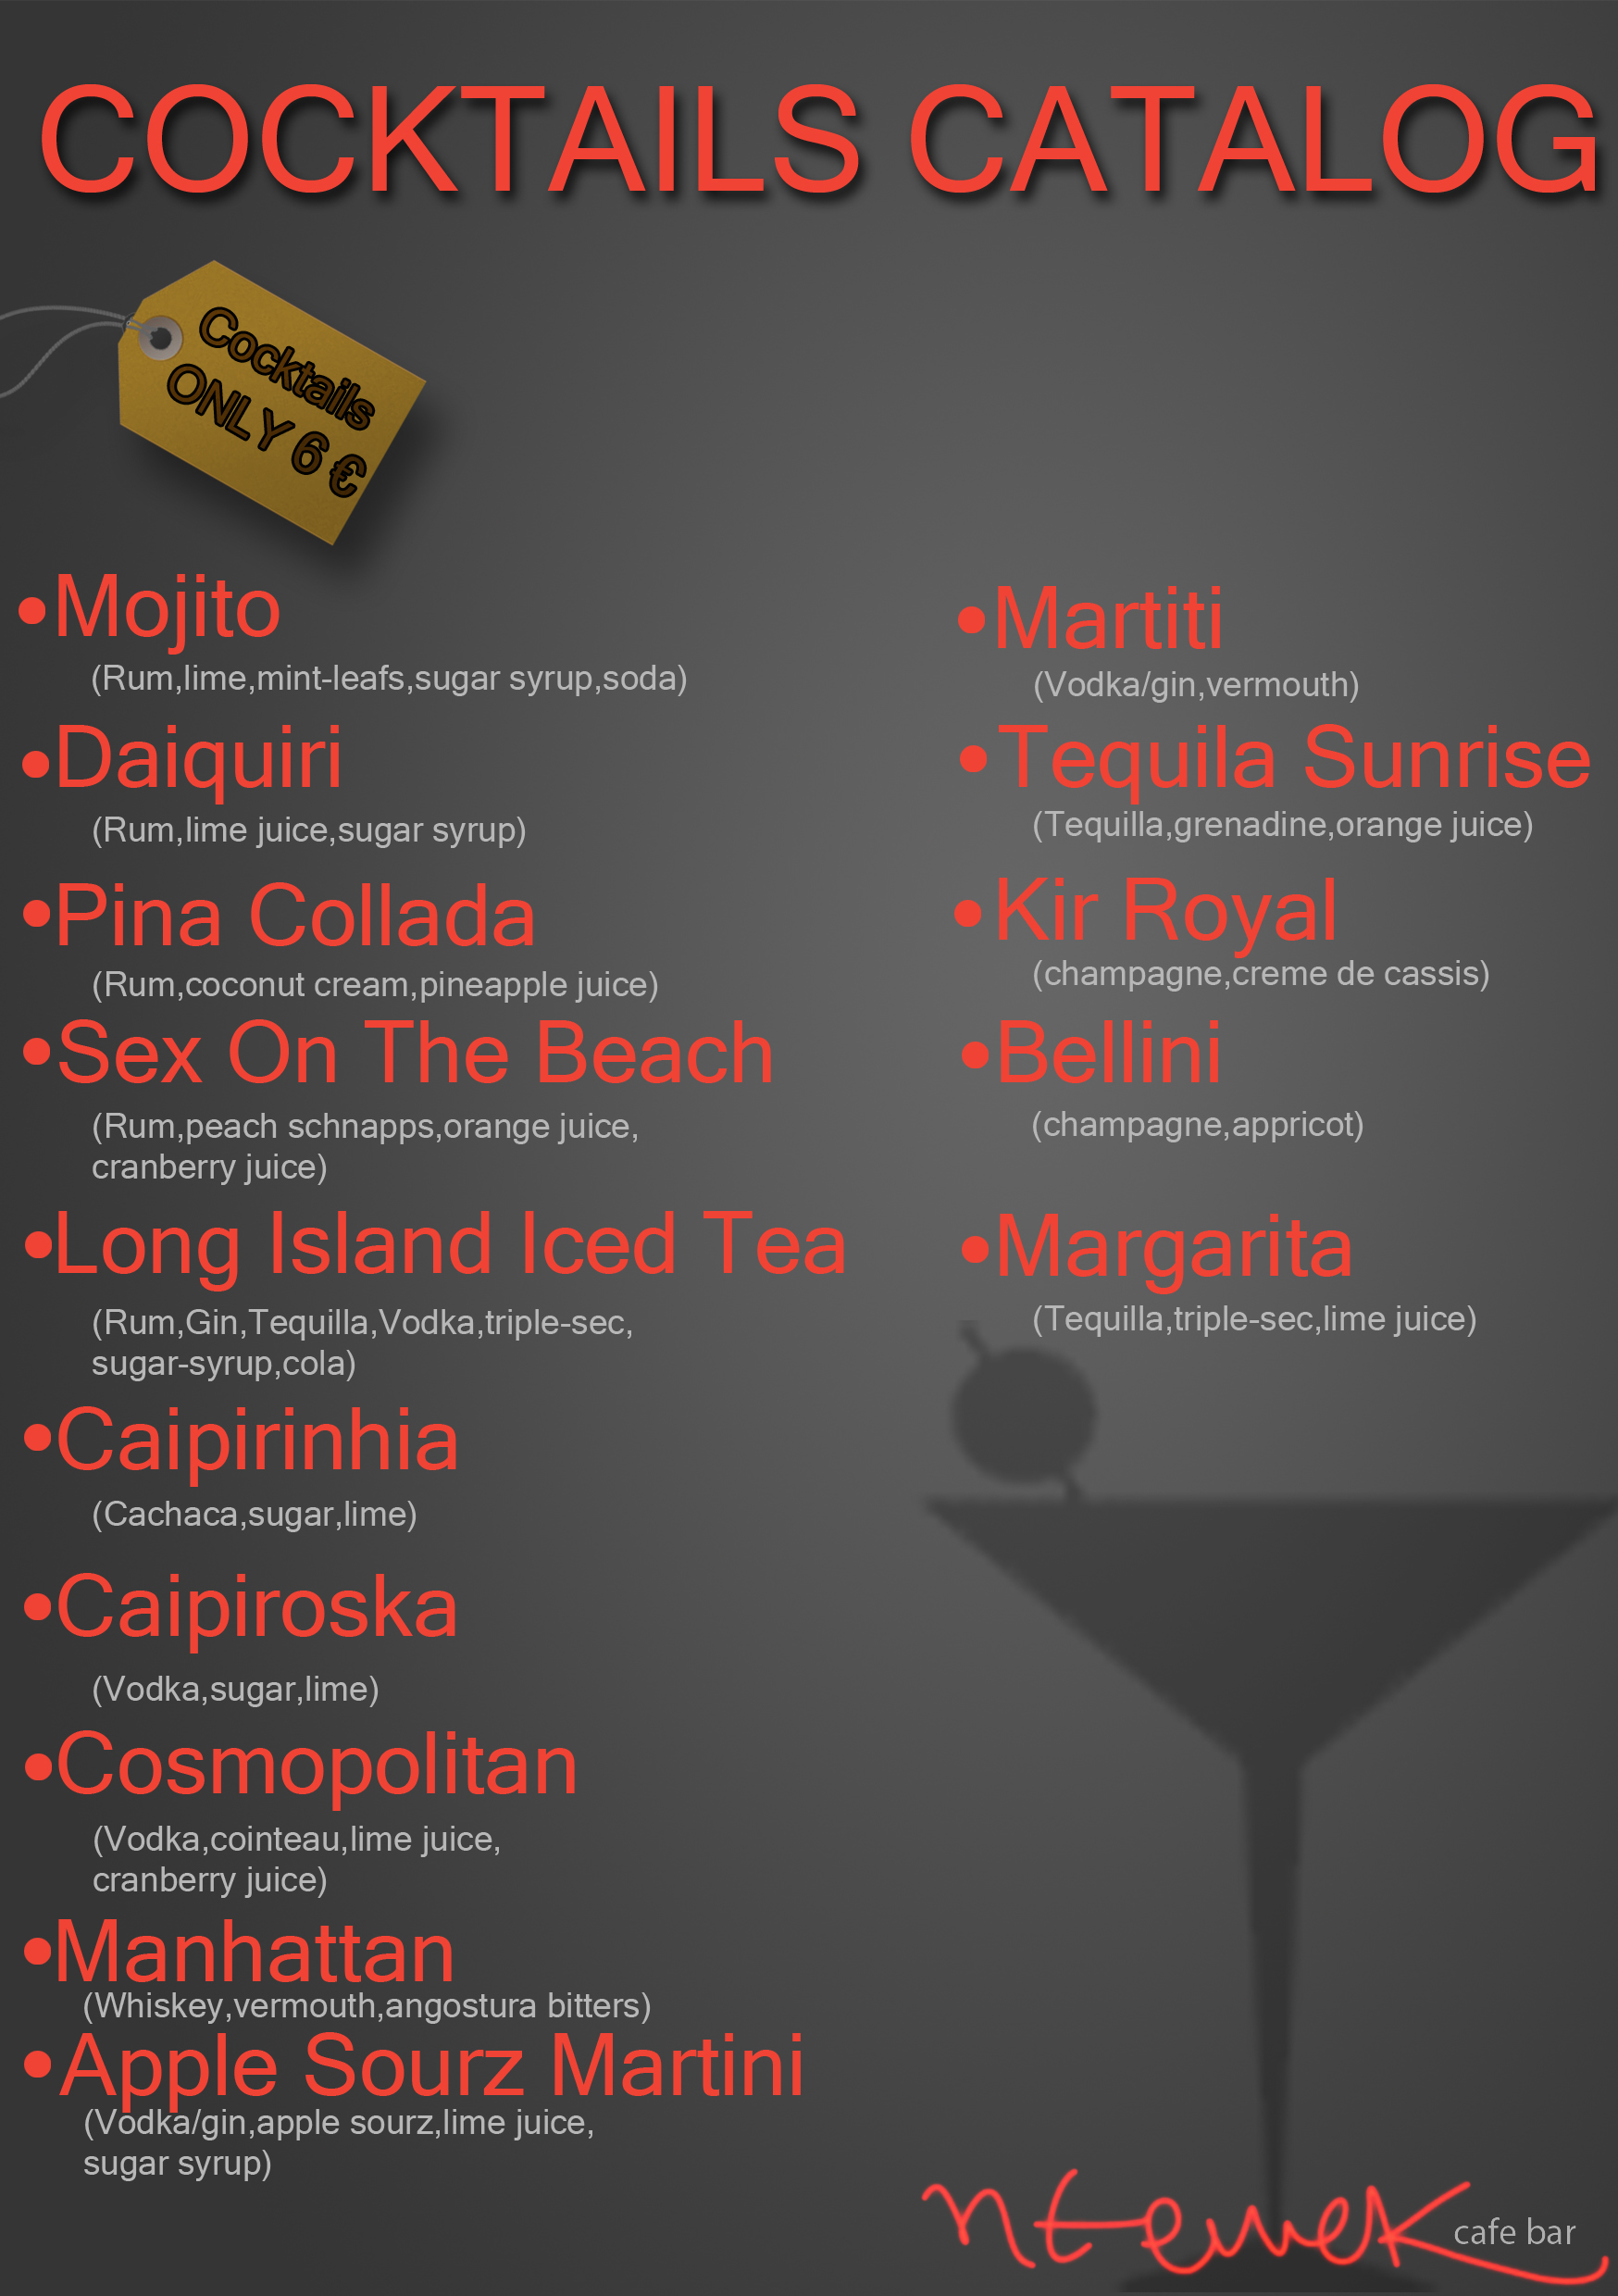 COCKTAILS CATALOG
Cocktails
ONLY 6 €
•Mojito
(Rum,lime,mint-leafs,sugar syrup,soda)
•Daiquiri
(Rum,lime juice,sugar syrup)
•Pina Collada
(Rum,coconut cream,pineapple juice)
•Sex On The Beach
(Rum,peach schnapps,orange juice,
cranberry juice)
•Long Island Iced Tea
(Rum,Gin,Tequilla,Vodka,triple-sec,
sugar-syrup,cola)
•Caipirinhia
(Cachaca,sugar,lime)
•Caipiroska
(Vodka,sugar,lime)
•Cosmopolitan
(Vodka,cointeau,lime juice,
cranberry juice)
•Manhattan
(Whiskey,vermouth,angostura bitters)
•Apple Sourz Martini
(Vodka/gin,apple sourz,lime juice,
sugar syrup)
•Martiti
(Vodka/gin,vermouth)
•Tequila Sunrise
(Tequilla,grenadine,orange juice)
•Kir Royal
(champagne,creme de cassis)
•Bellini
(champagne,appricot)
•Margarita
(Tequilla,triple-sec,lime juice)
cafe bar